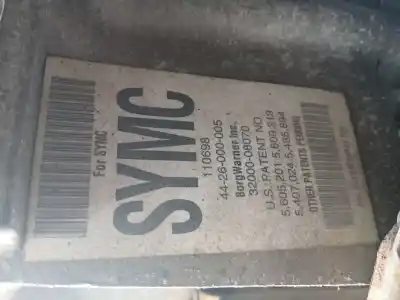 For SYMC
SYMC
110698
44-26-000-005
BorgWarner Inc.
32000-08070
U.S. PATENT NO
5,605,201 5,609,219
5,407,024 5,485,894
OTHER PATENTS PENDING